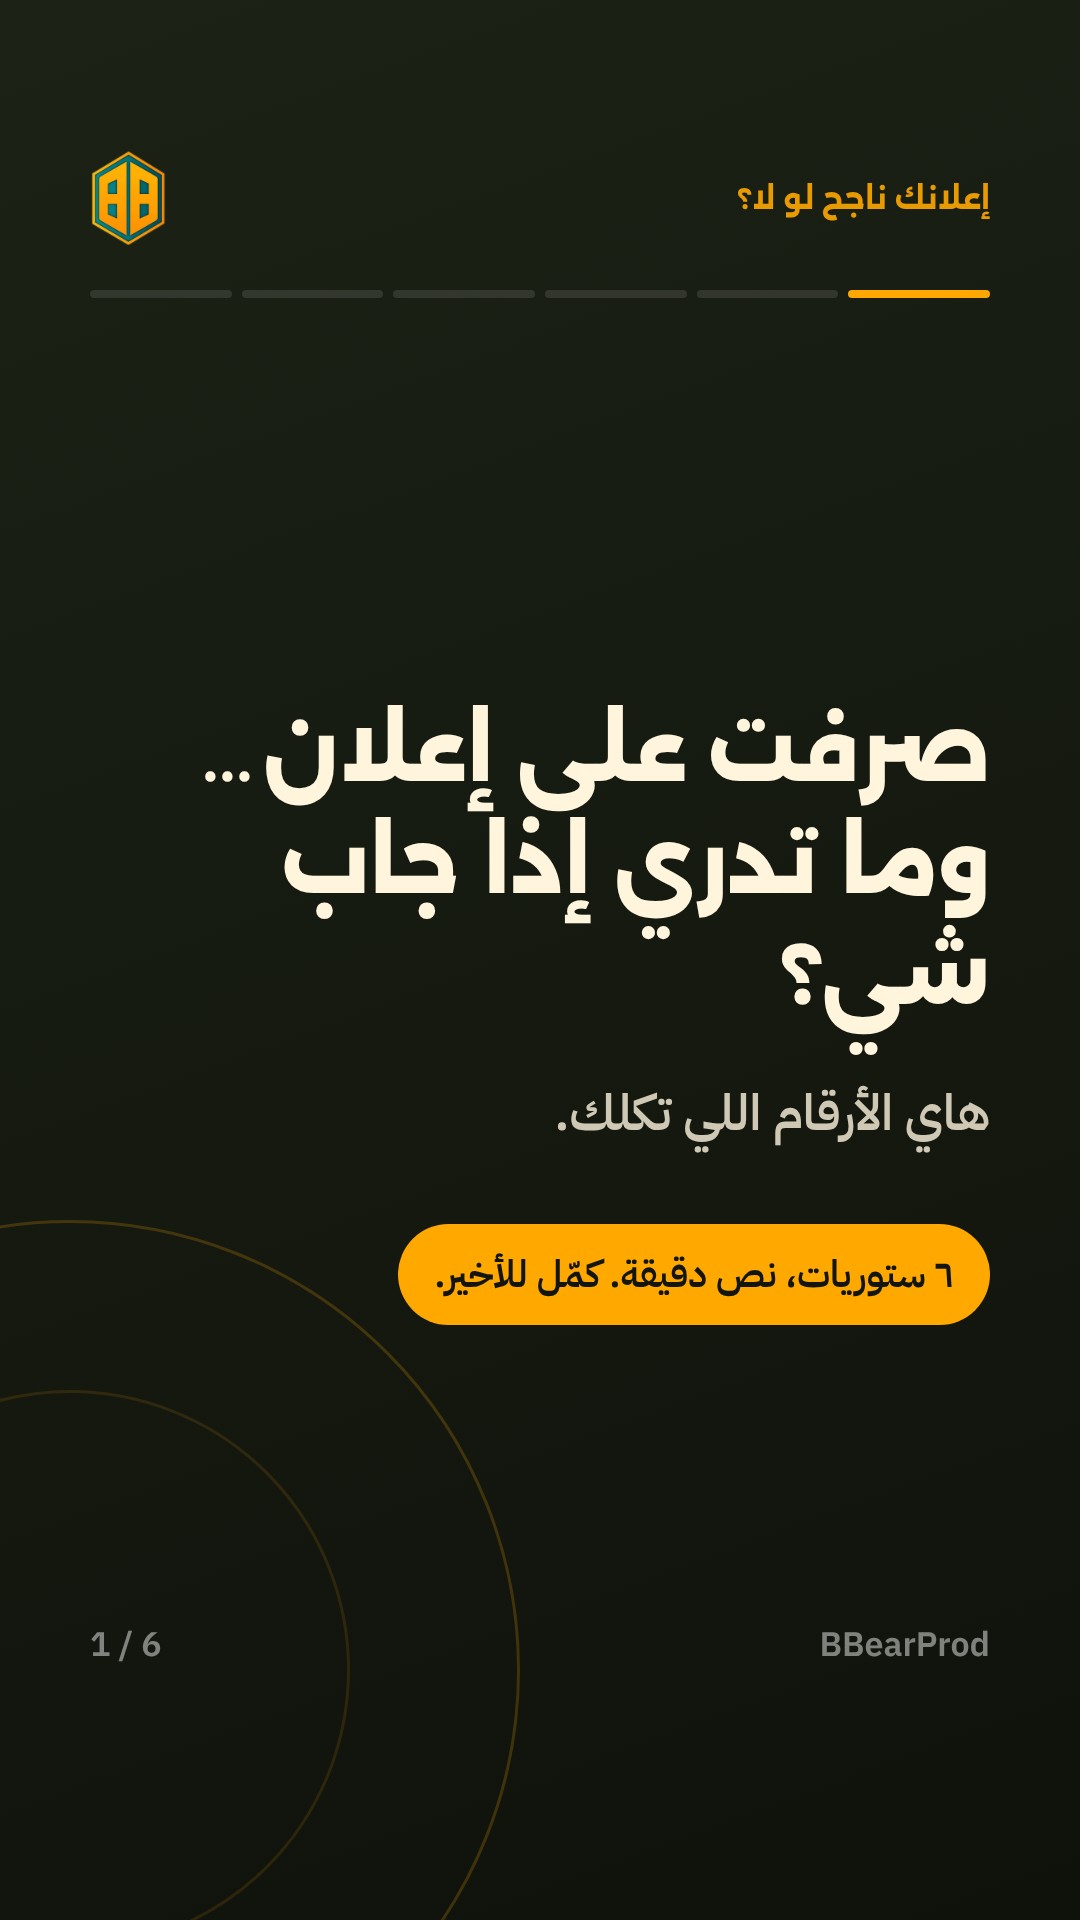 إعلانك ناجح لو لا؟
صرفت على إعلان...
وما تدري إذا جاب
شي؟
هاي الأرقام اللي تكلك.
٦ ستوريات، نص دقيقة. كمّل للأخير.
BBearProd
1 / 6